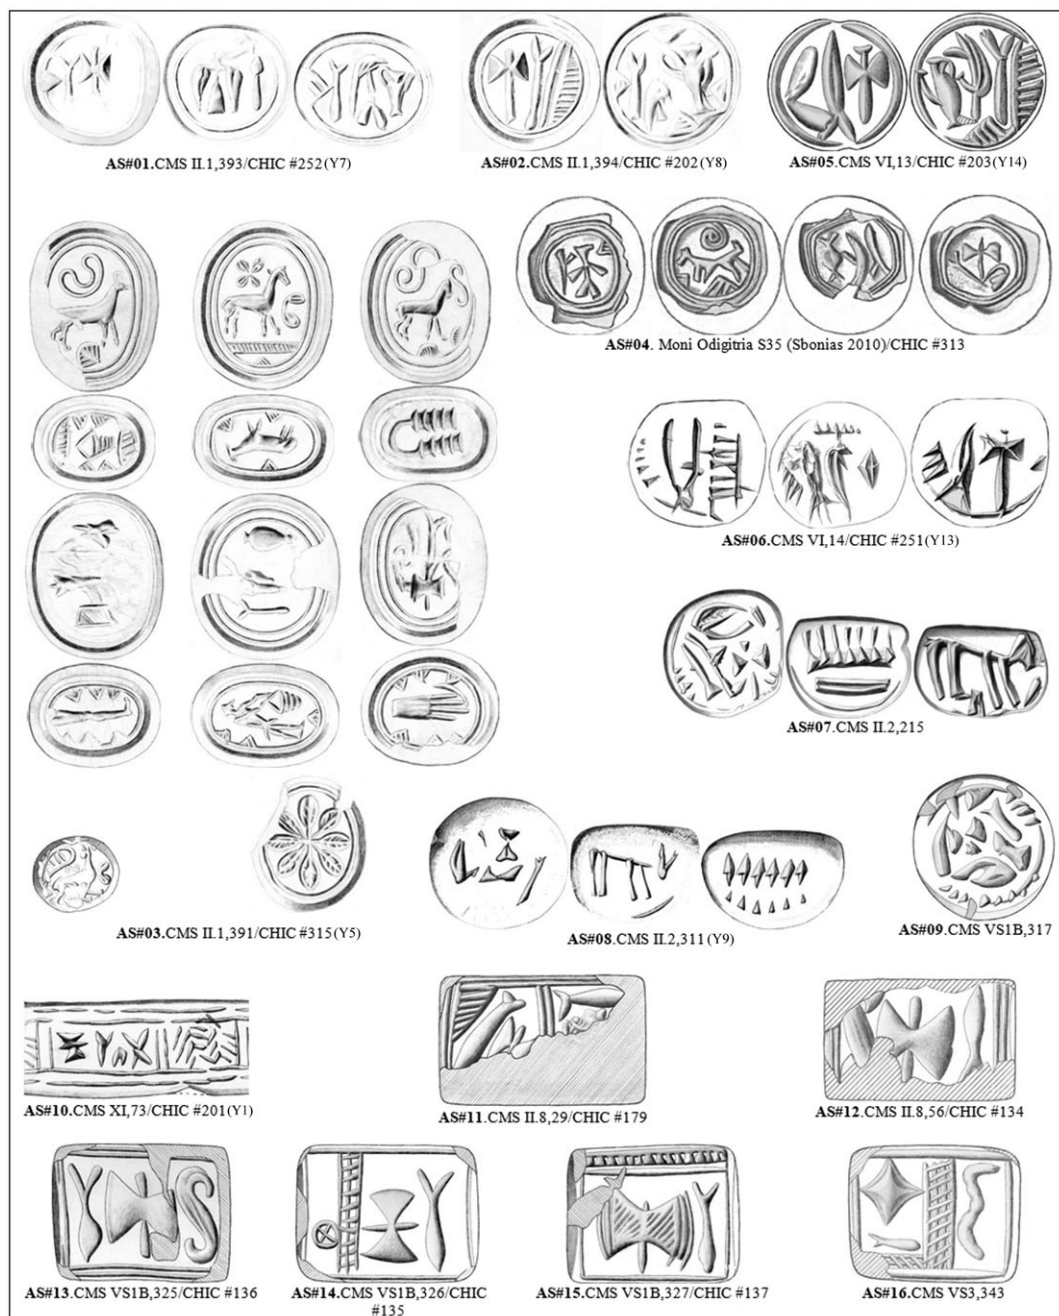 AS#01.CMS II.1,393/CHIC #252(Y7)
AS#02.CMS II.1,394/CHIC #202(Y8)
AS#05.CMS VI,13/CHIC #203(Y14)
AS#04. Moni Odigitria S35 (Sbonias 2010)/CHIC #313
AS#06.CMS VI,14/CHIC #251(Y13)
AS#07.CMS II.2,215
AS#03.CMS II.1,391/CHIC #315(Y5)
AS#08.CMS II.2,311(Y9)
AS#09.CMS VS1B,317
AS#10.CMS XI,73/CHIC #201(Y1)
AS#11.CMS II.8,29/CHIC #179
AS#12.CMS II.8,56/CHIC #134
AS#13.CMS VS1B,325/CHIC #136
AS#14.CMS VS1B,326/CHIC
#135
AS#15.CMS VS1B,327/CHIC #137
AS#16.CMS VS3,343